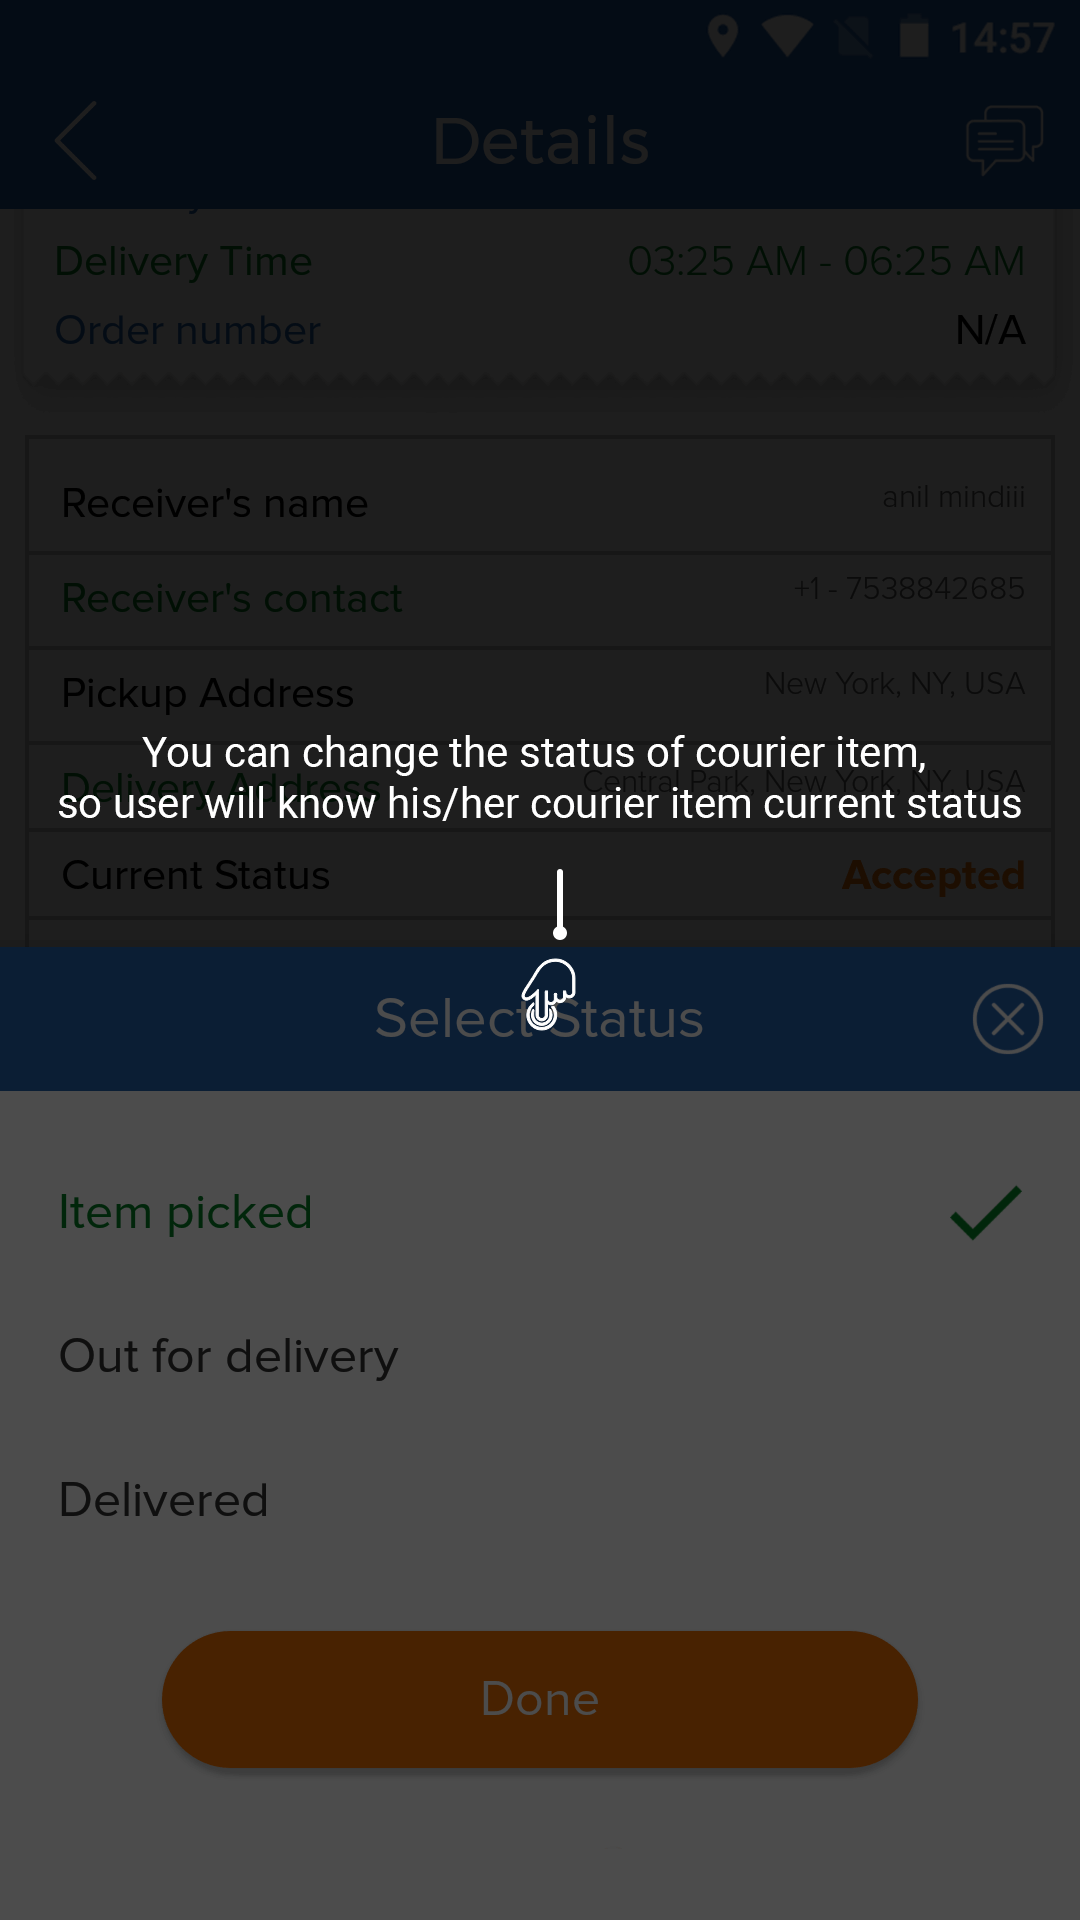 14:57
Details
Delivery Time 03:25 AM - 06:25 AM
Order number N/A
Receiver's name anil mindiii
Receiver's contact +1 - 7538842685
Pickup Address New York, NY, USA
You can change the status of courier item,
Delivery Address Central Park, New York, NY, USA
so user will know his/her courier item current status
Current Status Accepted
Select Status
Item picked
Out for delivery
Delivered
Done